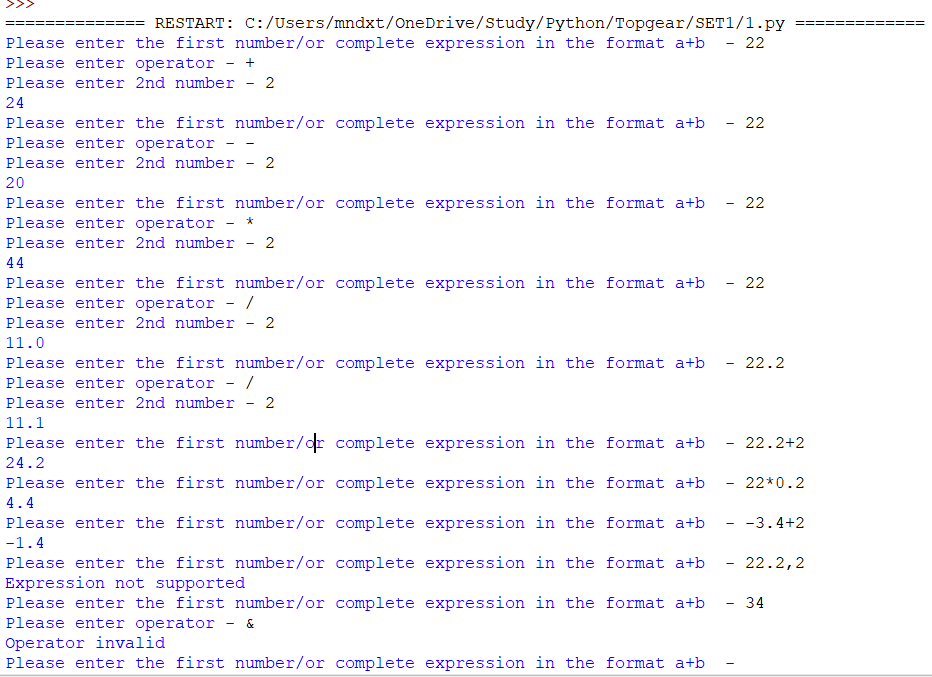 >>>
============== RESTART: C:/Users/mndxt/OneDrive/Study/Python/Topgear/SET1/1.py =============
Please enter the first number/or complete expression in the format a+b  - 22
Please enter operator - +
Please enter 2nd number - 2
24
Please enter the first number/or complete expression in the format a+b  - 22
Please enter operator - -
Please enter 2nd number - 2
20
Please enter the first number/or complete expression in the format a+b  - 22
Please enter operator - *
Please enter 2nd number - 2
44
Please enter the first number/or complete expression in the format a+b  - 22
Please enter operator - /
Please enter 2nd number - 2
11.0
Please enter the first number/or complete expression in the format a+b  - 22.2
Please enter operator - /
Please enter 2nd number - 2
11.1
Please enter the first number/or complete expression in the format a+b  - 22.2+2
24.2
Please enter the first number/or complete expression in the format a+b  - 22*0.2
4.4
Please enter the first number/or complete expression in the format a+b  - -3.4+2
-1.4
Please enter the first number/or complete expression in the format a+b  - 22.2,2
Expression not supported
Please enter the first number/or complete expression in the format a+b  - 34
Please enter operator - &
Operator invalid
Please enter the first number/or complete expression in the format a+b  -